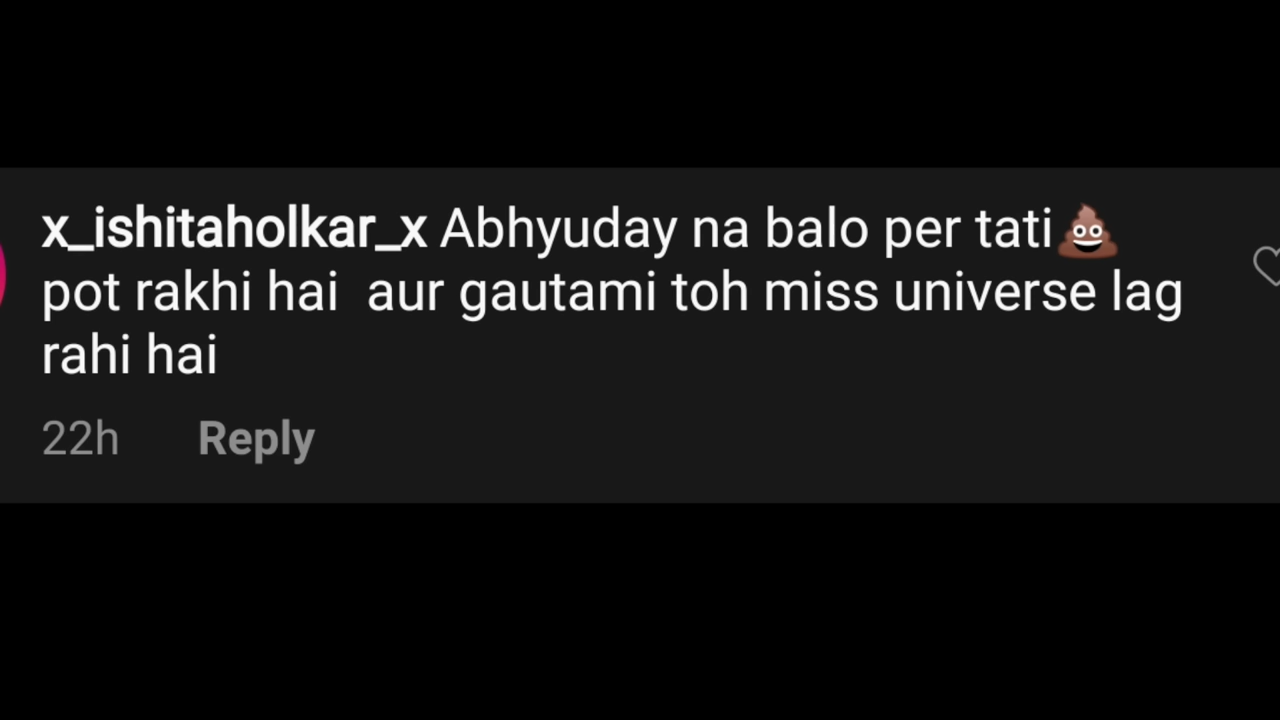 x_ishitaholkar_x Abhyuday na balo per tati💩
pot rakhi hai  aur gautami toh miss universe lag
rahi hai
22h Reply